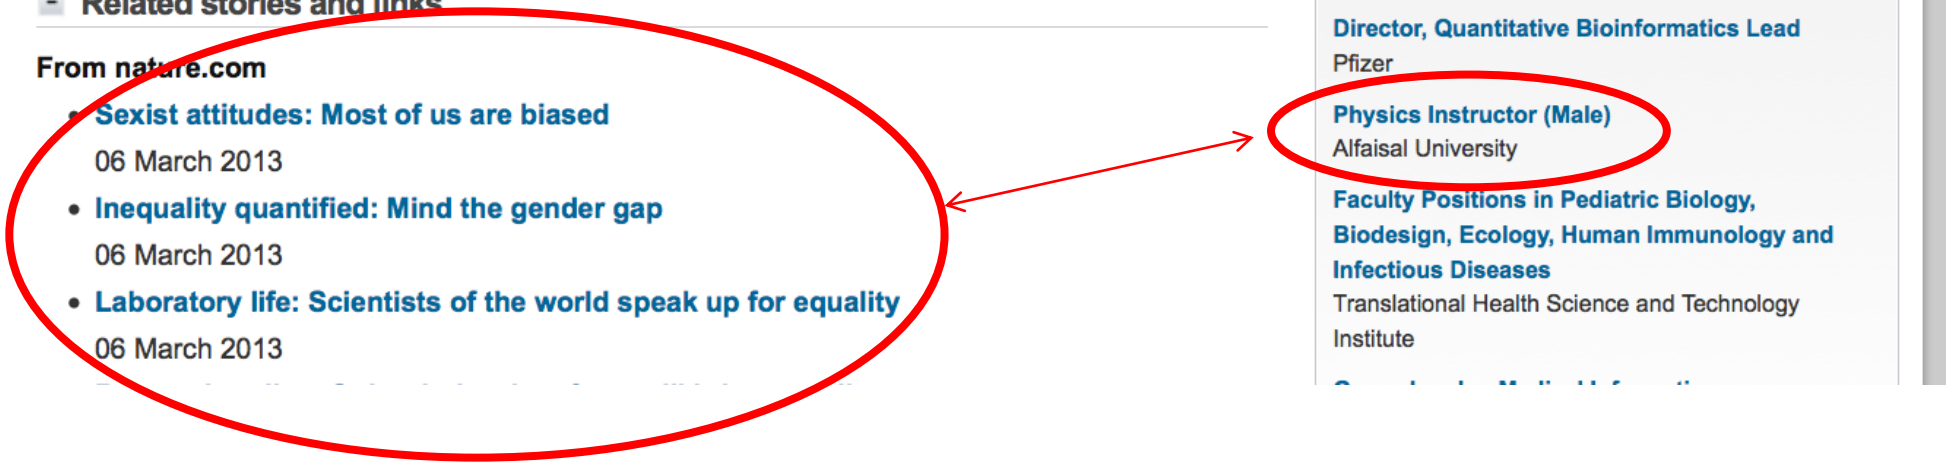 Related stories and links
From nature.com
Sexist attitudes: Most of us are biased
06 March 2013
Inequality quantified: Mind the gender gap
06 March 2013
Laboratory life: Scientists of the world speak up for equality
06 March 2013
Director, Quantitative Bioinformatics Lead
Pfizer
Physics Instructor (Male)
Alfaisal University
Faculty Positions in Pediatric Biology,
Biodesign, Ecology, Human Immunology and
Infectious Diseases
Translational Health Science and Technology
Institute